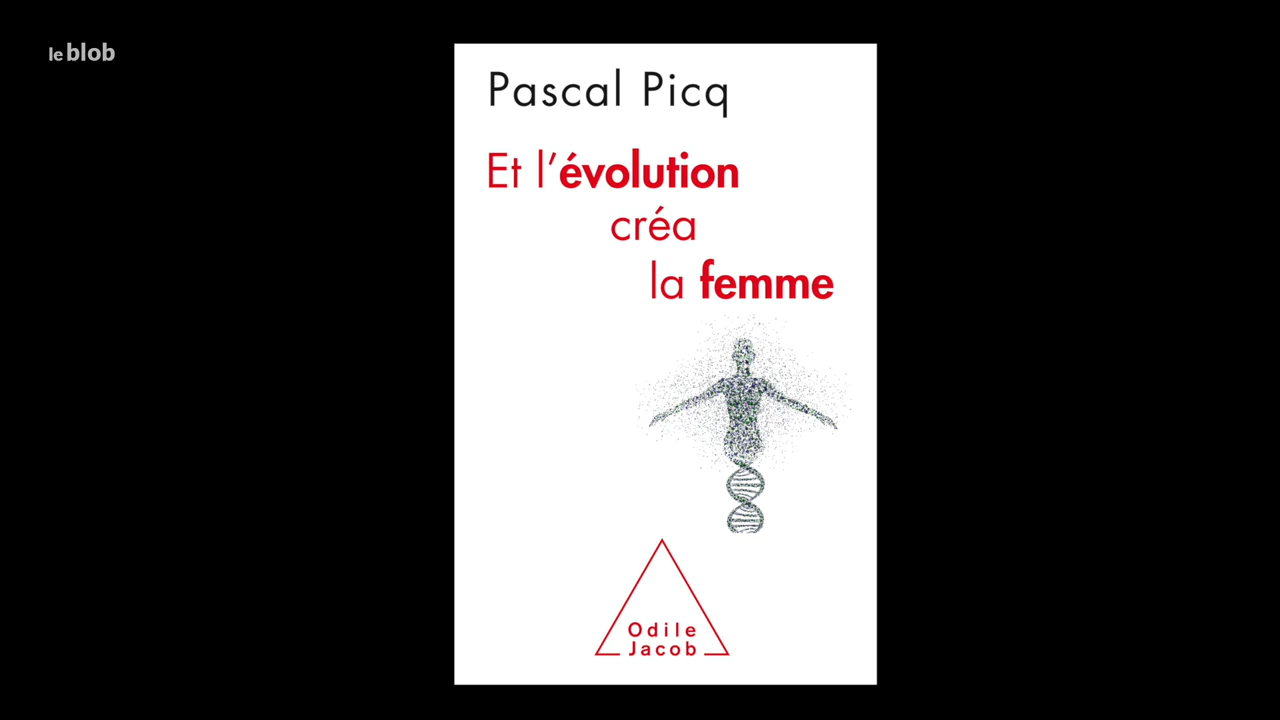 le blob
Pascal Picq
Et l’évolution
créa
la femme
Odile
Jacob